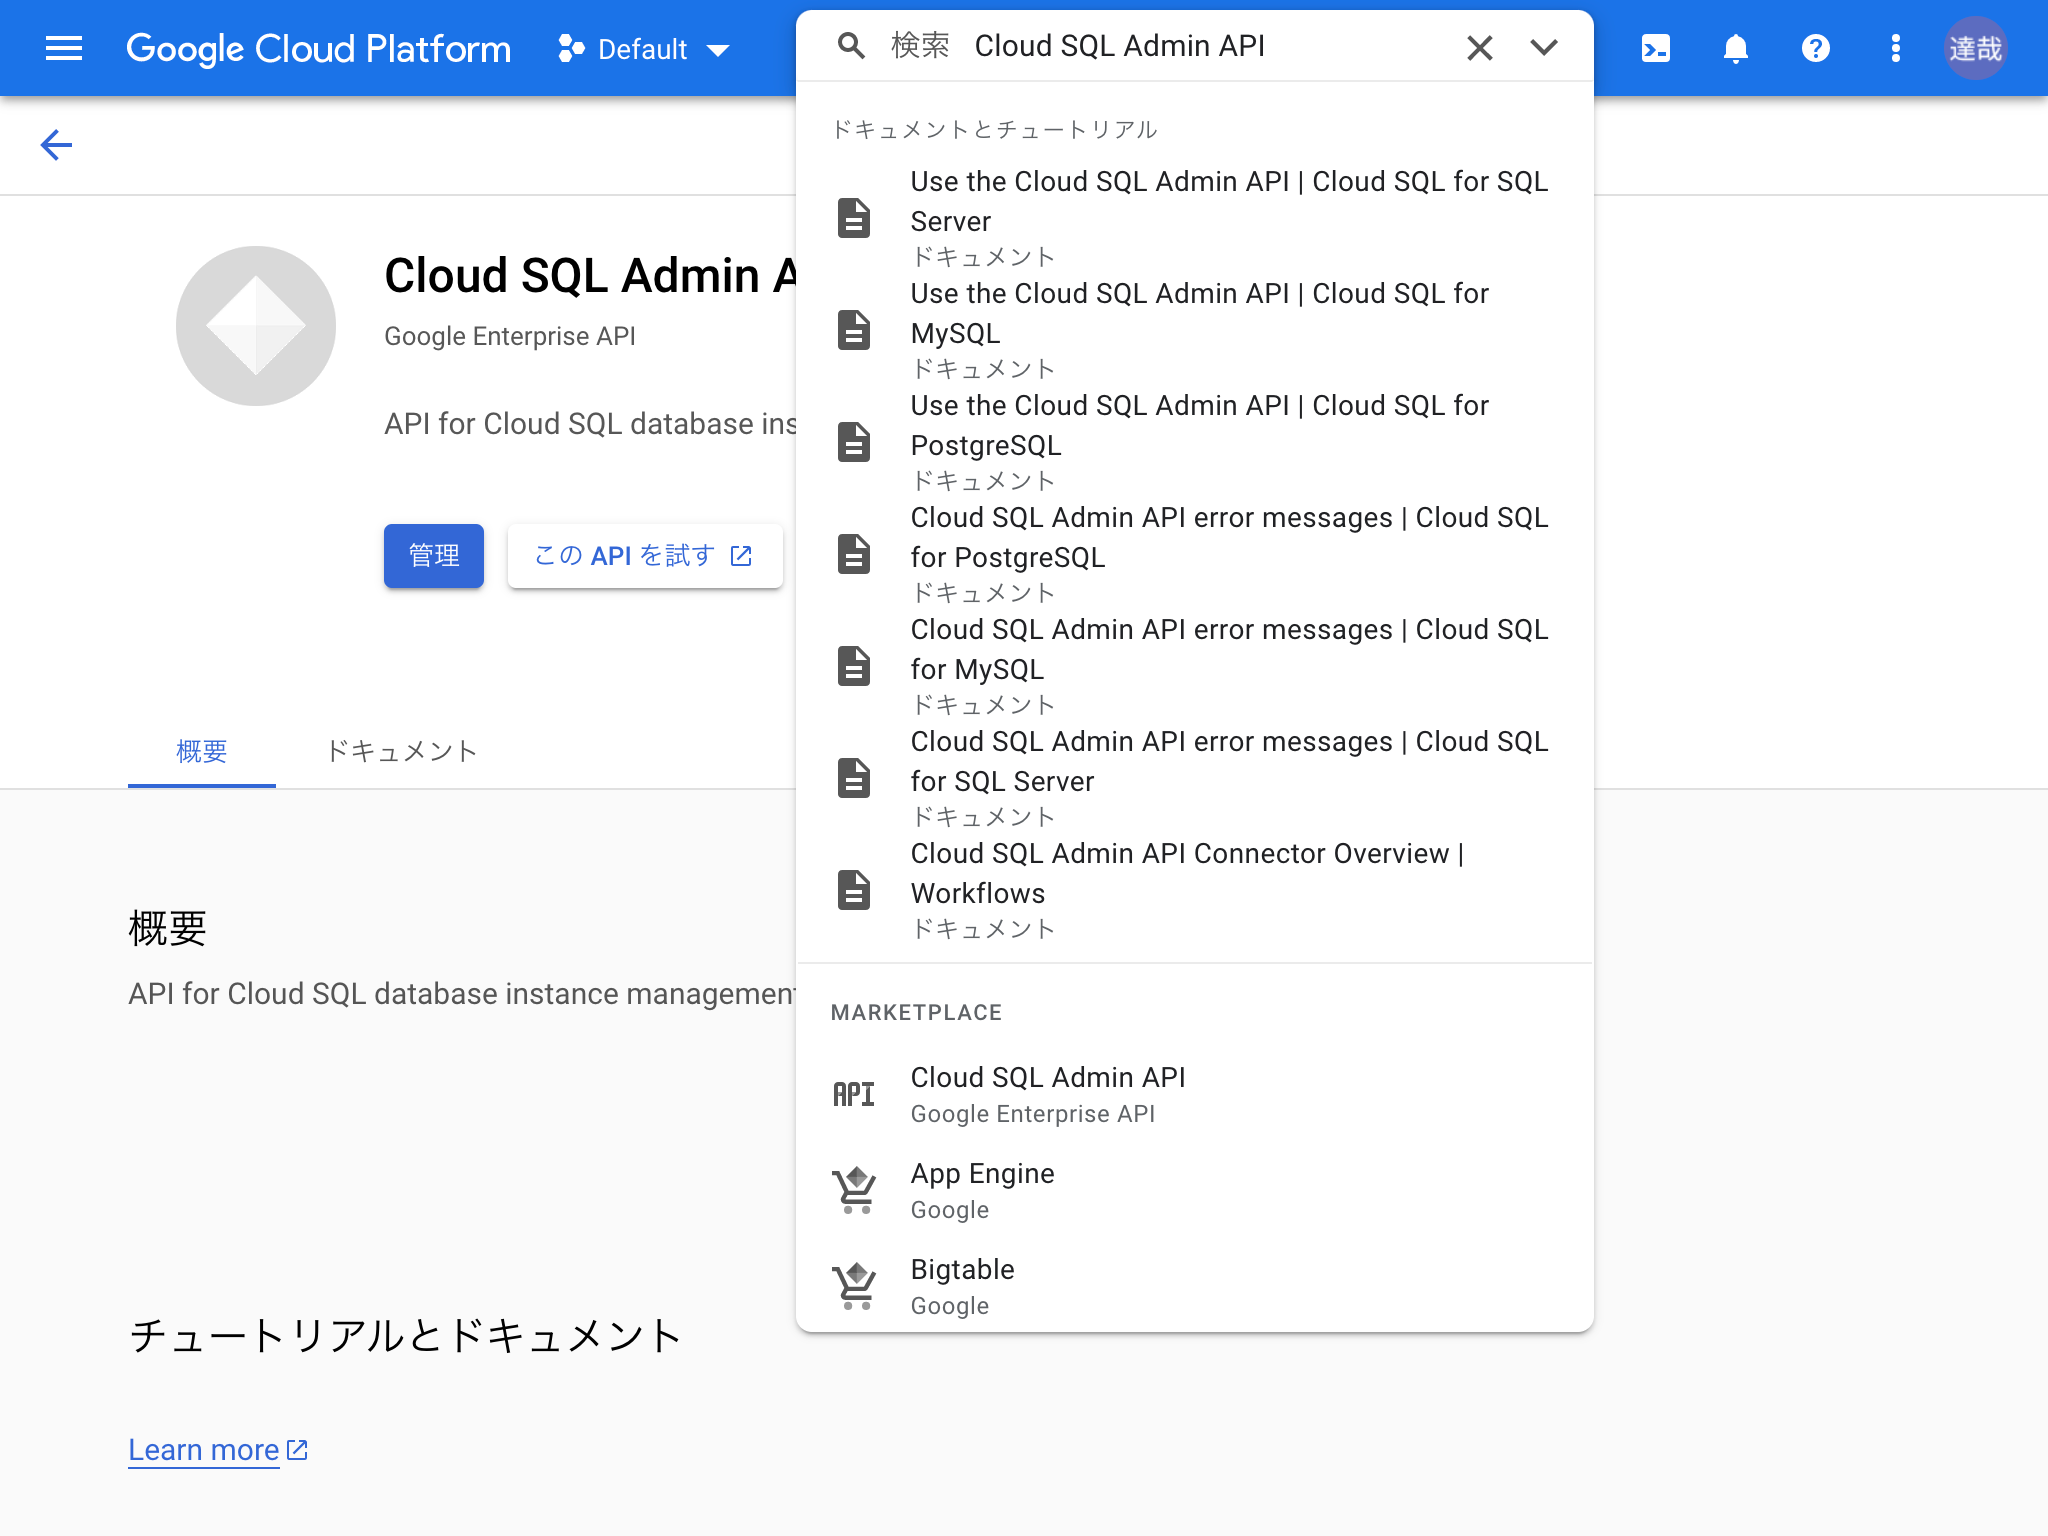 Google Cloud Platform
Default
検索 Cloud SQL Admin API
達哉
Cloud SQL Admin A
Google Enterprise API
API for Cloud SQL database ins
管理
この API を試す
概要
ドキュメント
概要
API for Cloud SQL database instance management
チュートリアルとドキュメント
Learn more
ドキュメントとチュートリアル
Use the Cloud SQL Admin API | Cloud SQL for SQL
Server
ドキュメント
Use the Cloud SQL Admin API | Cloud SQL for
MySQL
ドキュメント
Use the Cloud SQL Admin API | Cloud SQL for
PostgreSQL
ドキュメント
Cloud SQL Admin API error messages | Cloud SQL
for PostgreSQL
ドキュメント
Cloud SQL Admin API error messages | Cloud SQL
for MySQL
ドキュメント
Cloud SQL Admin API error messages | Cloud SQL
for SQL Server
ドキュメント
Cloud SQL Admin API Connector Overview |
Workflows
ドキュメント
MARKETPLACE
API
Cloud SQL Admin API
Google Enterprise API
App Engine
Google
Bigtable
Google